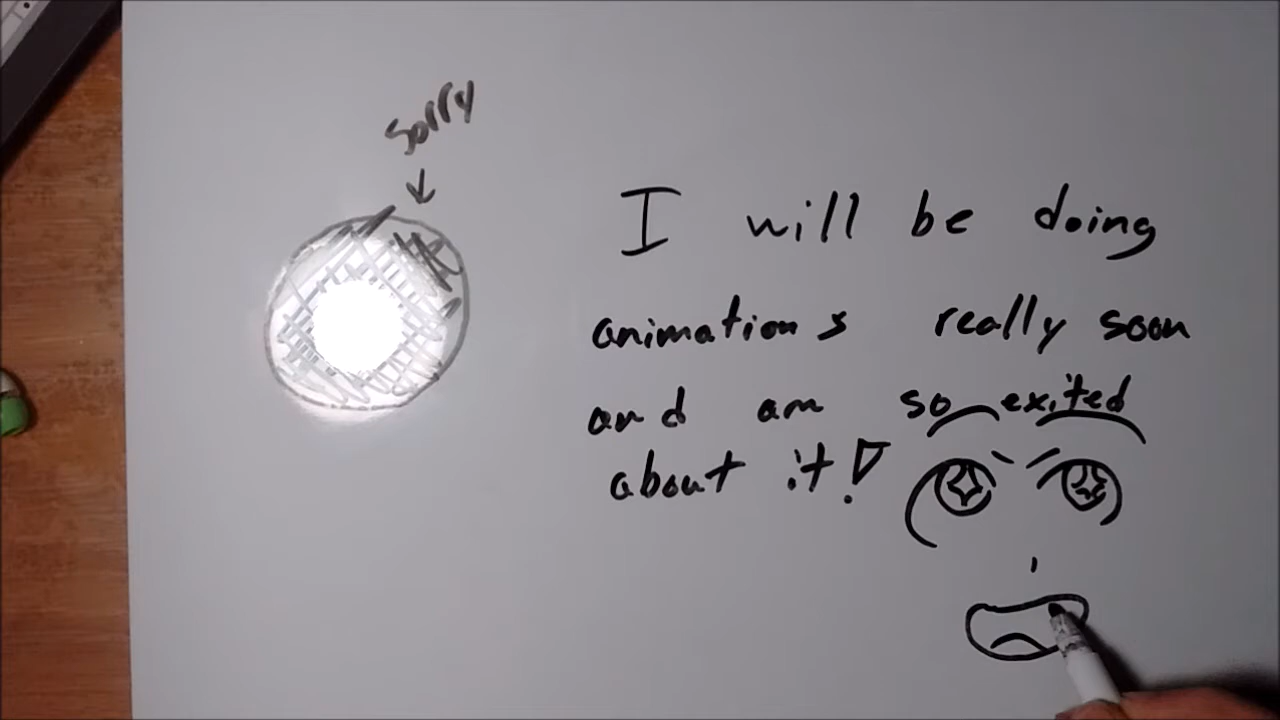 sorry
I will be doing
animations really soon
and am so exited
about it!